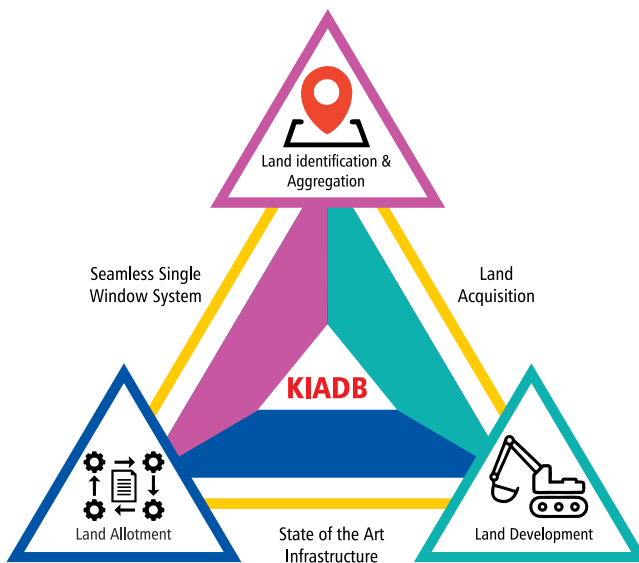 Land identification &
Aggregation
Seamless Single
Window System
Land
Acquisition
KIADB
Land Allotment
State of the Art
Infrastructure
Land Development